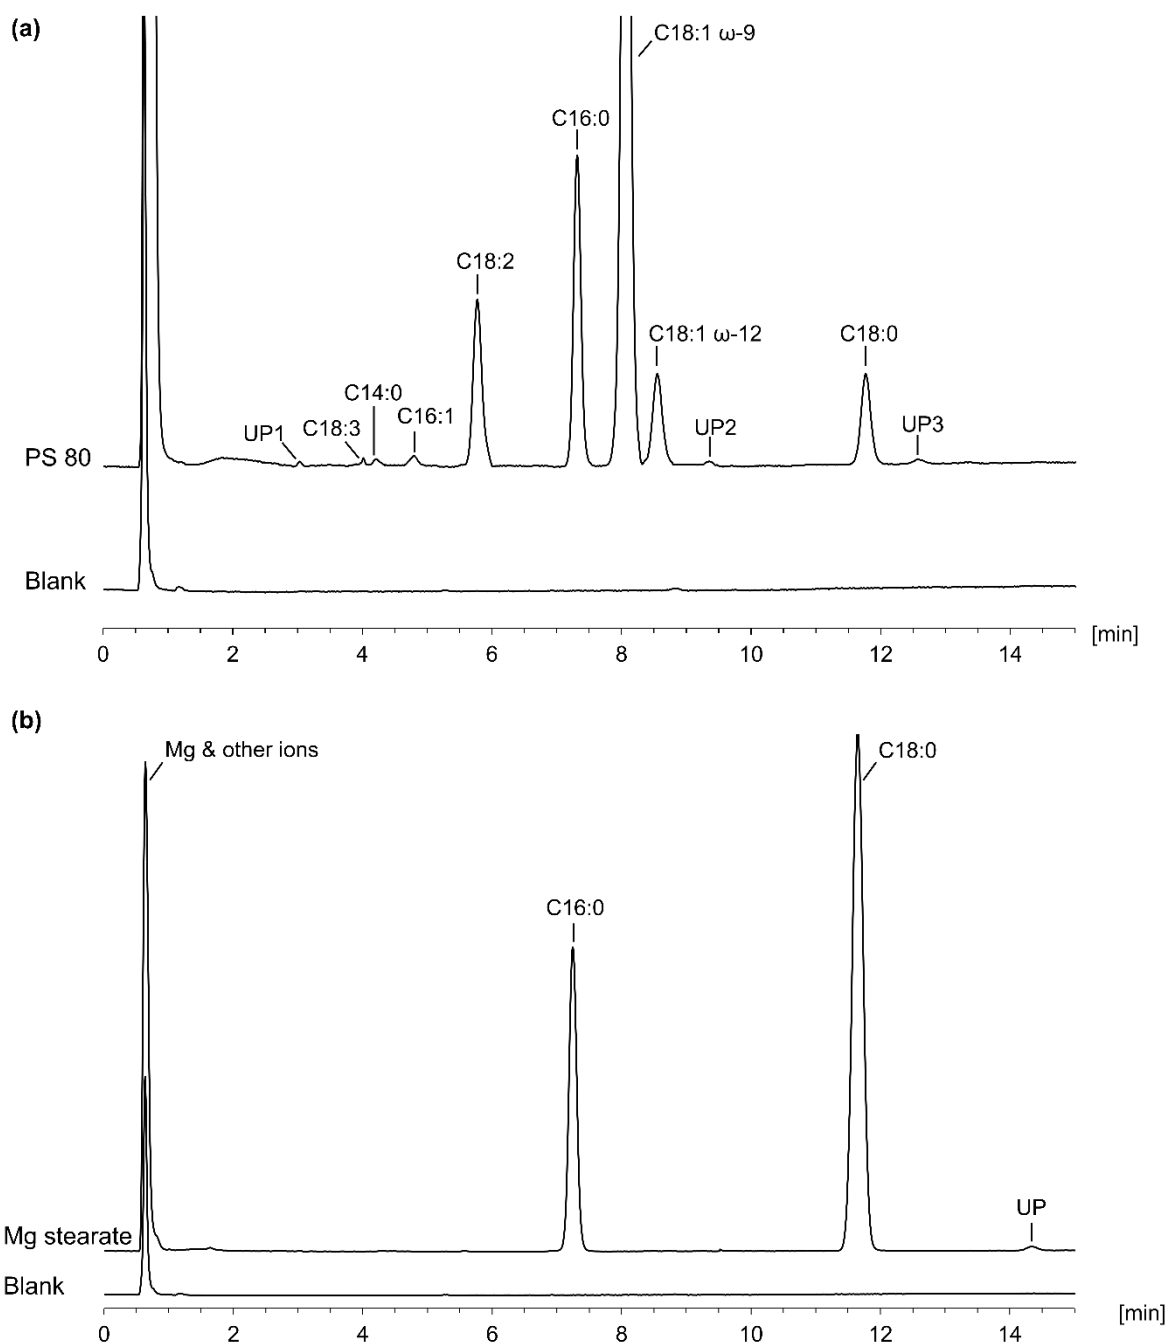 (a)
C18:1 ω-9
C16:0
C18:2
C18:1 ω-12
C18:0
C14:0
C16:1
UP1
C18:3
UP2
UP3
PS 80
Blank
0 2 4 6 8 10 12 14 [min]
(b)
Mg & other ions
C18:0
C16:0
UP
Mg stearate
Blank
0 2 4 6 8 10 12 14 [min]